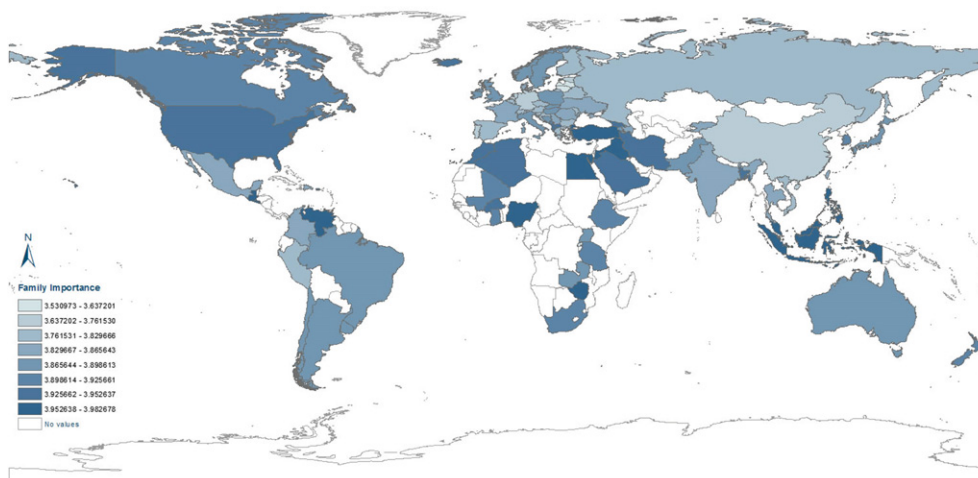 N
Family Importance
3.530973 - 3.637201
3.637202 - 3.761530
3.761531 - 3.829666
3.829667 - 3.865643
3.865644 - 3.898613
3.898614 - 3.925661
3.925662 - 3.952637
3.952638 - 3.982678
No values